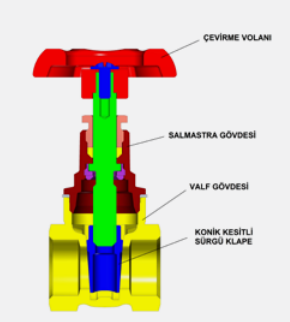 ÇEVİRME VOLANI
SALMASTRA GÖVDESİ
VALF GÖVDESİ
KONİK KESİTLİ
SÜRGÜ KLAPE